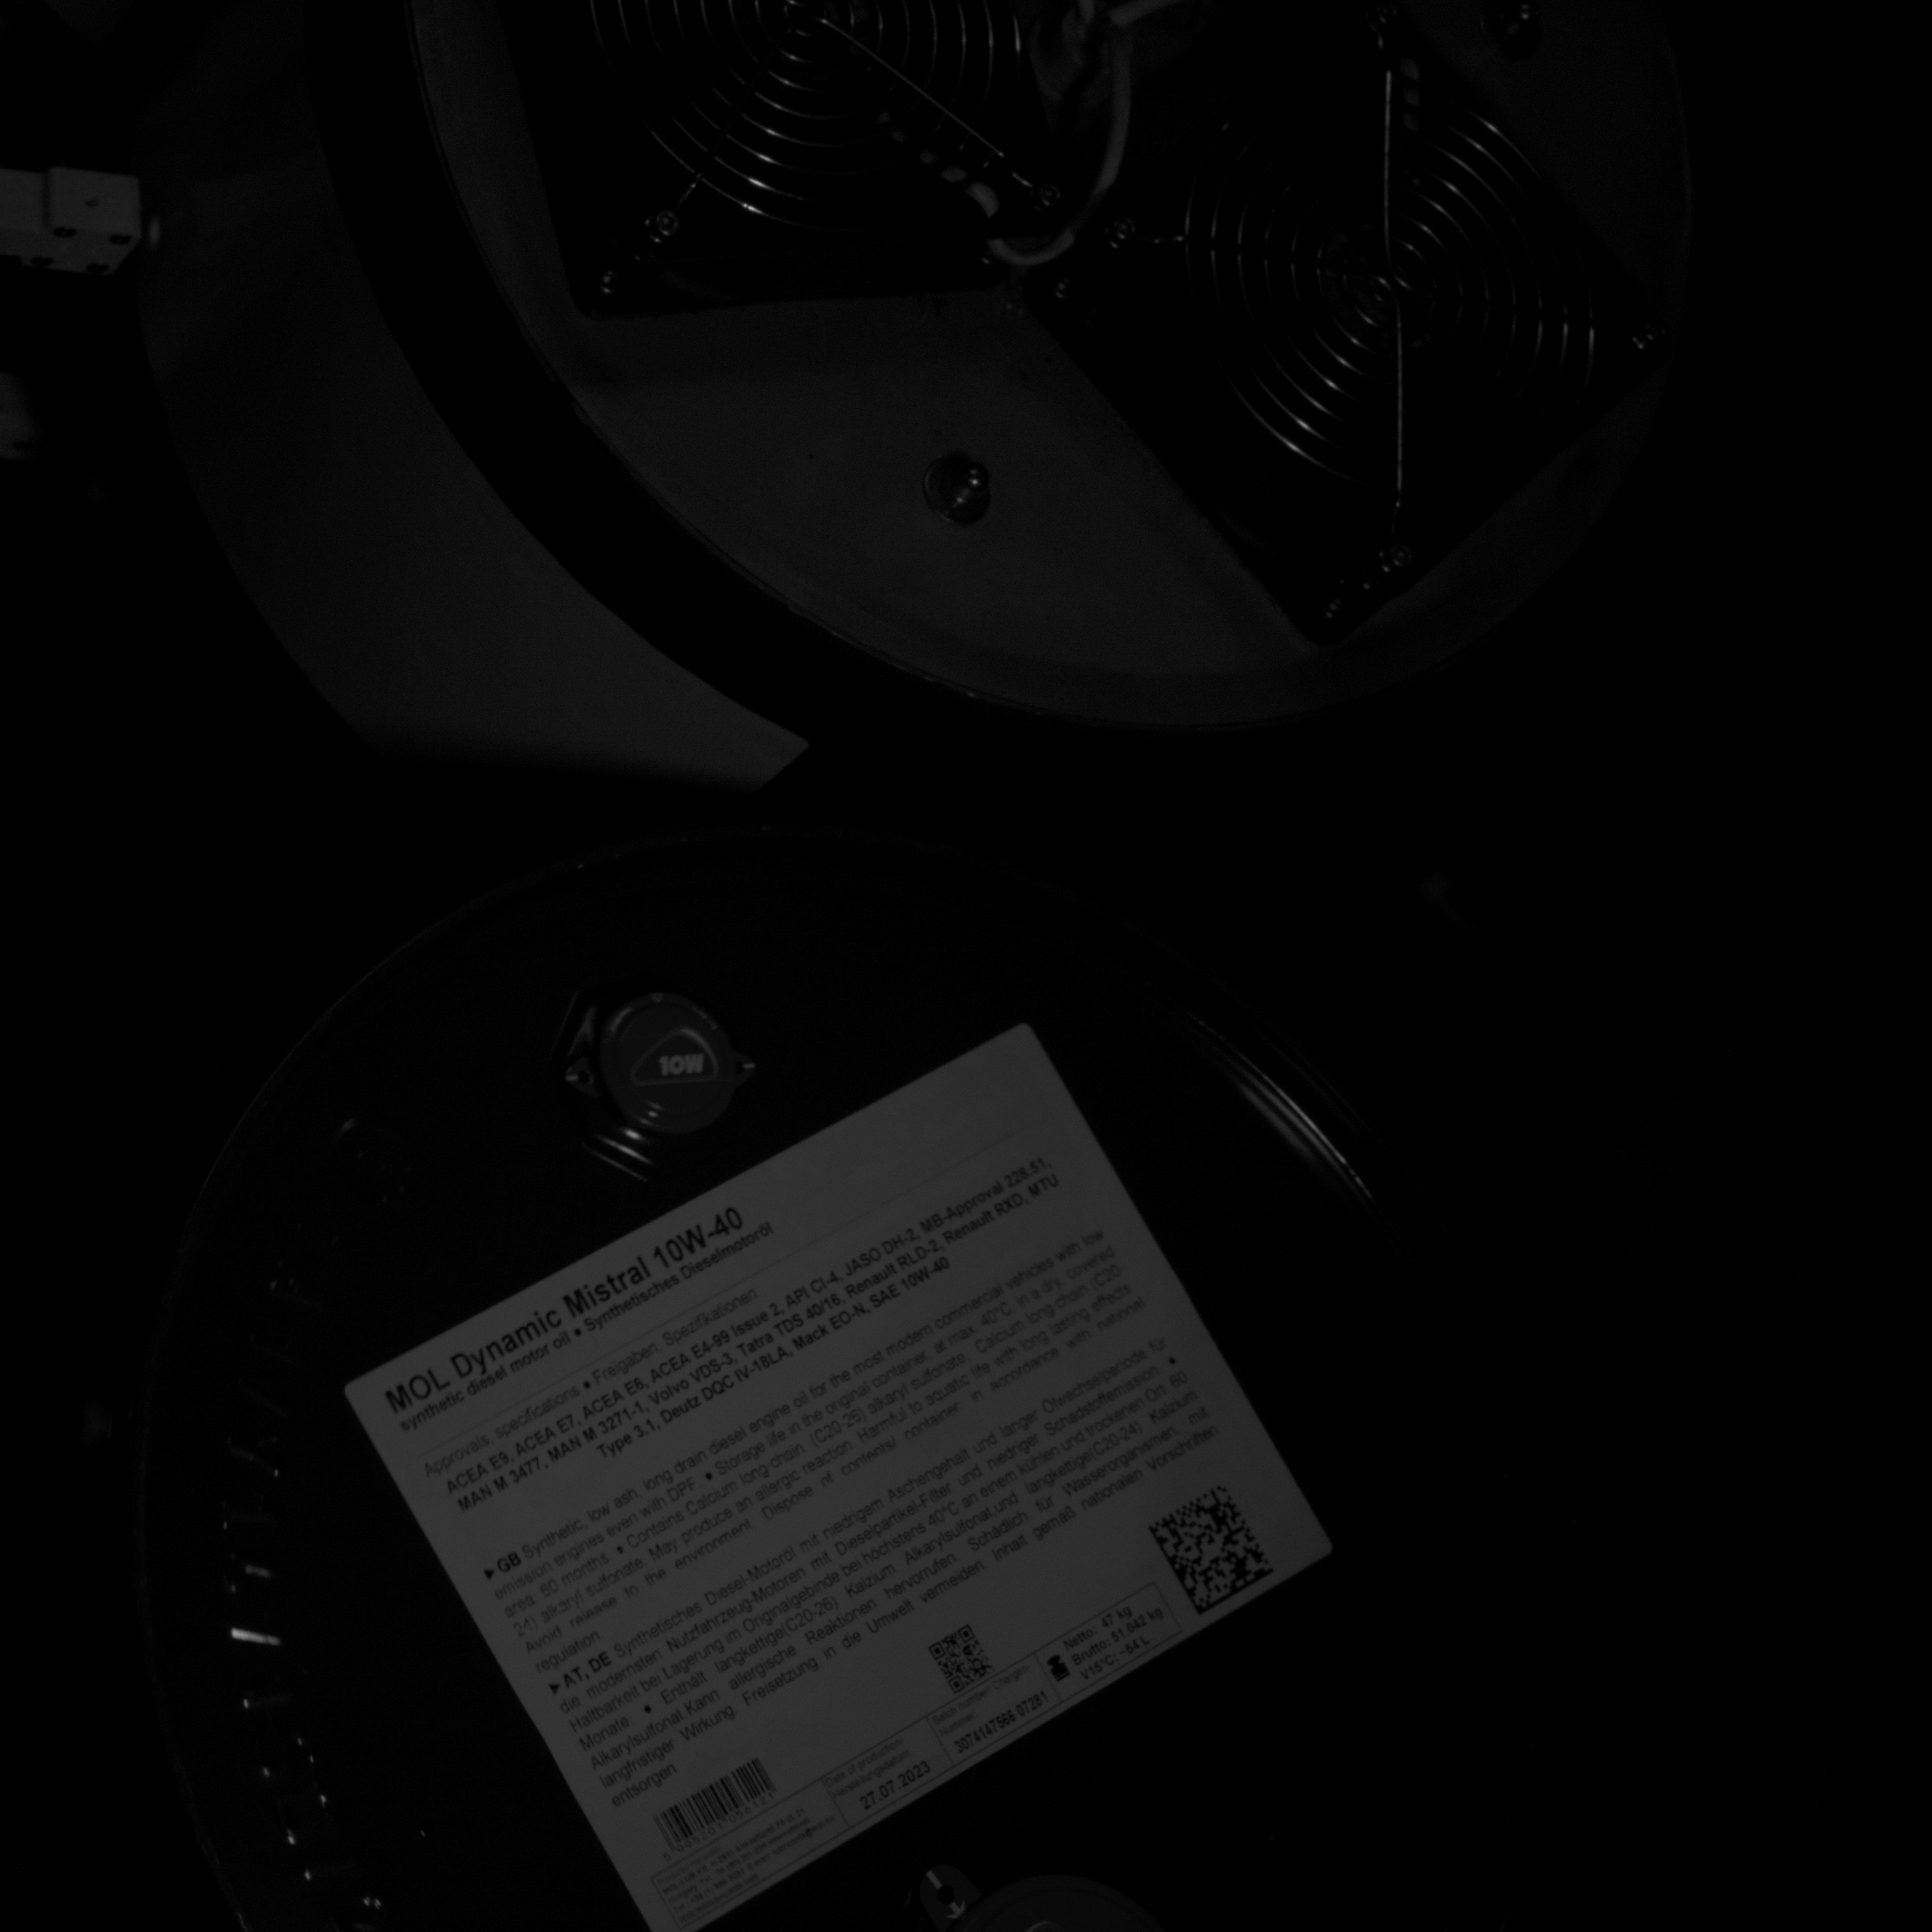 10W
MOL Dynamic Mistral 10W-40
synthetic diesel motor oil • Synthetisches Dieselmotoröl
Approvals, specifications • Freigaben, Spezifikationen:
ACEA E9, ACEA E7, ACEA E6, ACEA E4-99 Issue 2, API CI-4, JASO DH-2, MB-Approval 228.51,
MAN M 3477, MAN M 3271-1, Volvo VDS-3, Tatra TDS 40/16, Renault RLD-2, Renault RXD, MTU
Type 3.1, Deutz DQC IV-18LA, Mack EO-N, SAE 10W-40
▶ GB Synthetic, low ash, long drain diesel engine oil for the most modern commercial vehicles with low
emission engines even with DPF. • Storage life in the original container, at max. 40°C, in a dry, covered
area: 60 months. • Contains Calcium long-chain (C20-26) alkaryl sulfonate, Calcium long chain (C20-
24) alkaryl sulfonate. May produce an allergic reaction. Harmful to aquatic life with long lasting effects.
Avoid release to the environment. Dispose of contents/ container in accordance with national
regulation.
▶ AT, DE Synthetisches Diesel-Motoröl mit niedrigem Aschengehalt und langer Ölwechselperiode für
die modernsten Nutzfahrzeug-Motoren mit Dieselpartikel-Filter und niedriger Schadstoffemission. •
Haltbarkeit bei Lagerung im Originalgebinde bei höchstens 40°C an einem kühlen und trockenen Ort: 60
Monate. • Enthält langkettige(C20-26) Kalzium Alkarylsulfonat,und langkettige(C20-24) Kalzium
Alkarylsulfonat.Kann allergische Reaktionen hervorrufen. Schädlich für Wasserorganismen, mit
langfristiger Wirkung. Freisetzung in die Umwelt vermeiden. Inhalt gemäß nationalen Vorschriften
entsorgen.
Date of production:
Herstellungsdatum:
27.07.2023
Batch number: Chargen-
Nummer:
3074147566 07281
Netto: 47 kg
Brutto: 51,042 kg
V15°C: ~54 L